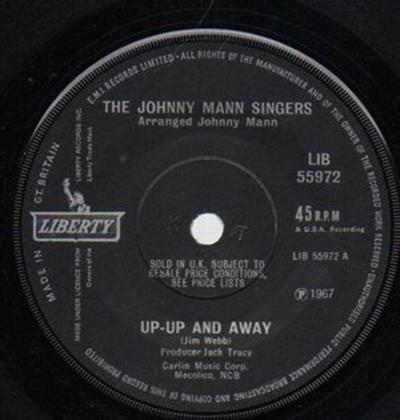 E.M.I. RECORDS LIMITED · ALL RIGHTS OF THE MANUFACTURER AND OF THE OWNER OF THE RECORDED WORK RESERVED · UNAUTHORISED PUBLIC PERFORMANCE BROADCASTING AND COPYING OF THIS RECORD PROHIBITED
MADE IN GT. BRITAIN
THE JOHNNY MANN SINGERS
Arranged Johnny Mann
LIB
55972
LIBERTY RECORDS INC.
Liberty Trade Mark
LIBERTY
MADE UNDER LICENCE FROM
Owners of the
45 R.P.M
A U.S.A. Recording
LIB 55972 A
SOLD IN U.K. SUBJECT TO
RESALE PRICE CONDITIONS,
SEE PRICE LISTS
Ⓟ 1967
UP-UP AND AWAY
(Jim Webb)
Producer Jack Tracy
Carlin Music Corp.
Mecolico, NCB